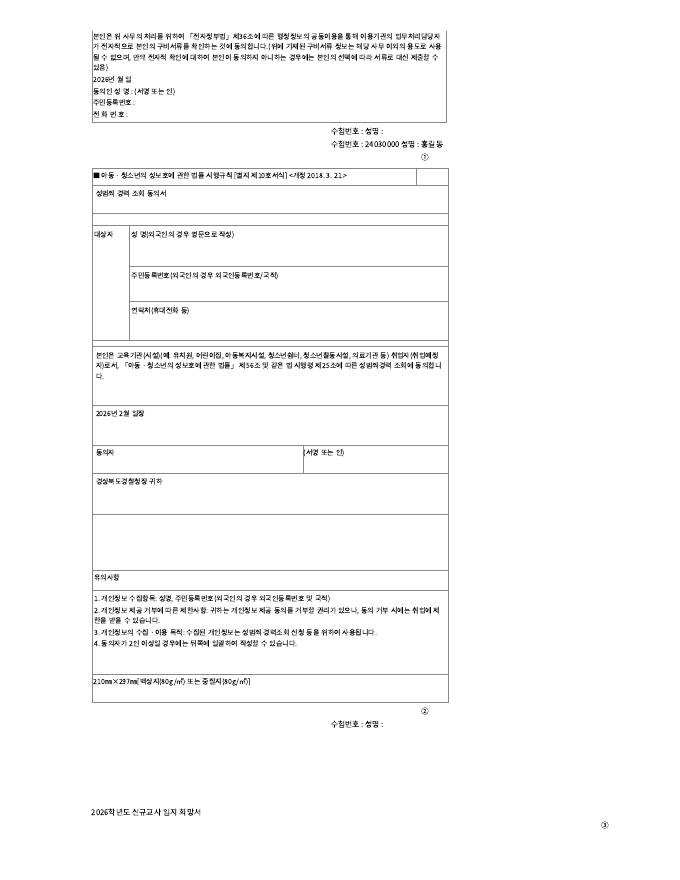 본인은 위 사무의 처리를 위하여 「전자정부법」제36조에 따른 행정정보의 공동이용을 통해 이용기관의 업무처리담당자
가 전자적으로 본인의 구비서류를 확인하는 것에 동의합니다.(위에 기재된 구비서류 정보는 해당 사무 이외의 용도로 사용
될 수 없으며, 만약 전자적 확인에 대하여 본인이 동의하지 아니하는 경우에는 본인의 선택에 따라 서류로 대신 제출할 수
있음)
2026년 월 일
동의인 성 명 : (서명 또는 인)
주민등록번호 :
전 화 번 호 :
수험번호 : 성명 :
수험번호 : 24030000 성명 : 홍길동
①
■ 아동ㆍ청소년의 성보호에 관한 법률 시행규칙 [별지 제10호서식] <개정 2018. 3. 21.>
성범죄 경력 조회 동의서
대상자
성 명(외국인의 경우 영문으로 작성)
주민등록번호(외국인의 경우 외국인등록번호/국적)
연락처(휴대전화 등)
본인은 교육기관(시설)(예: 유치원, 어린이집, 아동복지시설, 청소년쉼터, 청소년활동시설, 의료기관 등) 취업자(취업예정
자)로서, 「아동ㆍ청소년의 성보호에 관한 법률」 제56조 및 같은 법 시행령 제25조에 따른 성범죄경력 조회에 동의합니
다.
2026년 2월 일장
동의자
(서명 또는 인)
경상북도경찰청장 귀하
유의사항
1. 개인정보 수집항목: 성명, 주민등록번호(외국인의 경우 외국인등록번호 및 국적)
2. 개인정보 제공 거부에 따른 제한사항: 귀하는 개인정보 제공 동의를 거부할 권리가 있으나, 동의 거부 시에는 취업에 제
한을 받을 수 있습니다.
3. 개인정보의 수집ㆍ이용 목적: 수집된 개인정보는 성범죄 경력조회 신청 등을 위하여 사용됩니다.
4. 동의자가 2인 이상일 경우에는 뒤쪽에 일괄하여 작성할 수 있습니다.
210㎜×297㎜[백상지(80g/㎡) 또는 중질지(80g/㎡)]
②
수험번호 : 성명 :
2026학년도 신규교사 임지 희망서
③